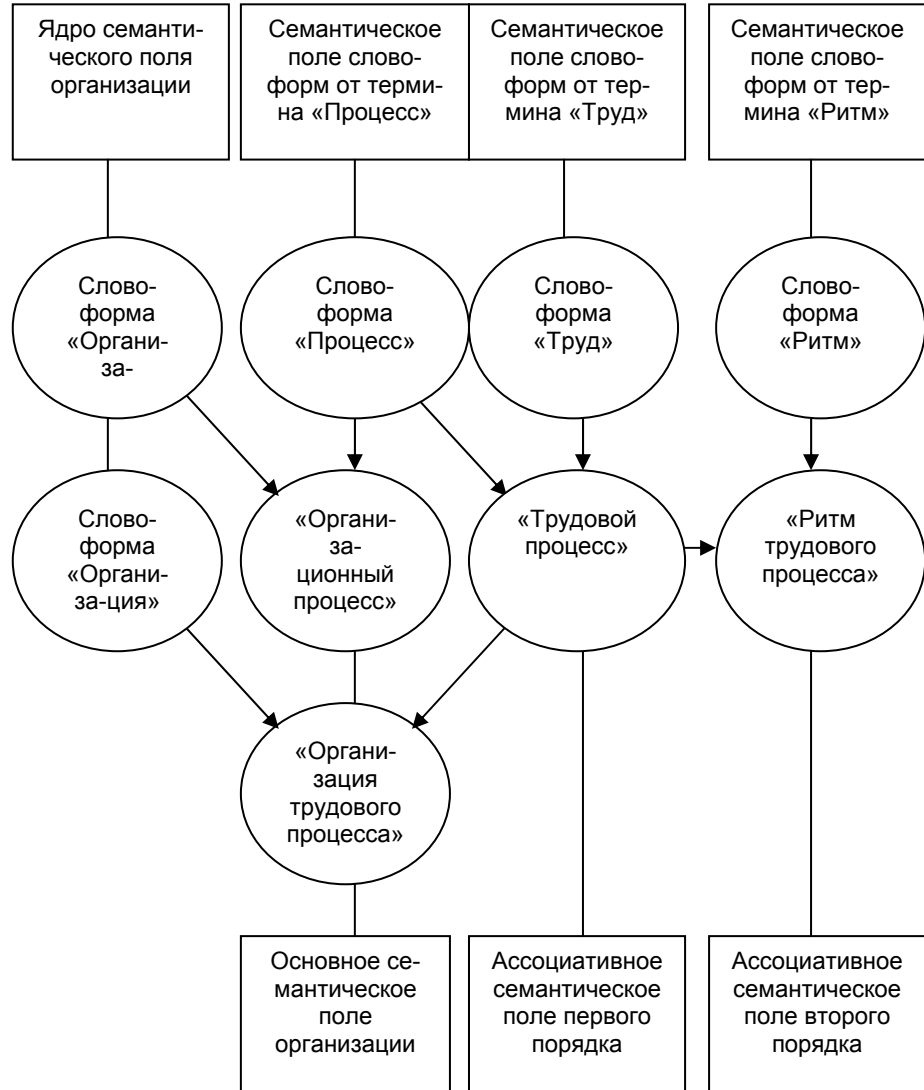 Ядро семанти-
ческого поля
организации
Семантическое
поле слово-
форм от терми-
на «Процесс»
Семантическое
поле слово-
форм от тер-
мина «Труд»
Семантическое
поле слово-
форм от тер-
мина «Ритм»
Слово-
форма
«Органи-
за-
Слово-
форма
«Процесс»
Слово-
форма
«Труд»
Слово-
форма
«Ритм»
Слово-
форма
«Органи-
за-ция»
«Органи-
за-
ционный
процесс»
«Трудовой
процесс»
«Ритм
трудового
процесса»
«Органи-
зация
трудового
процесса»
Основное се-
мантическое
поле
организации
Ассоциативное
семантическое
поле первого
порядка
Ассоциативное
семантическое
поле второго
порядка